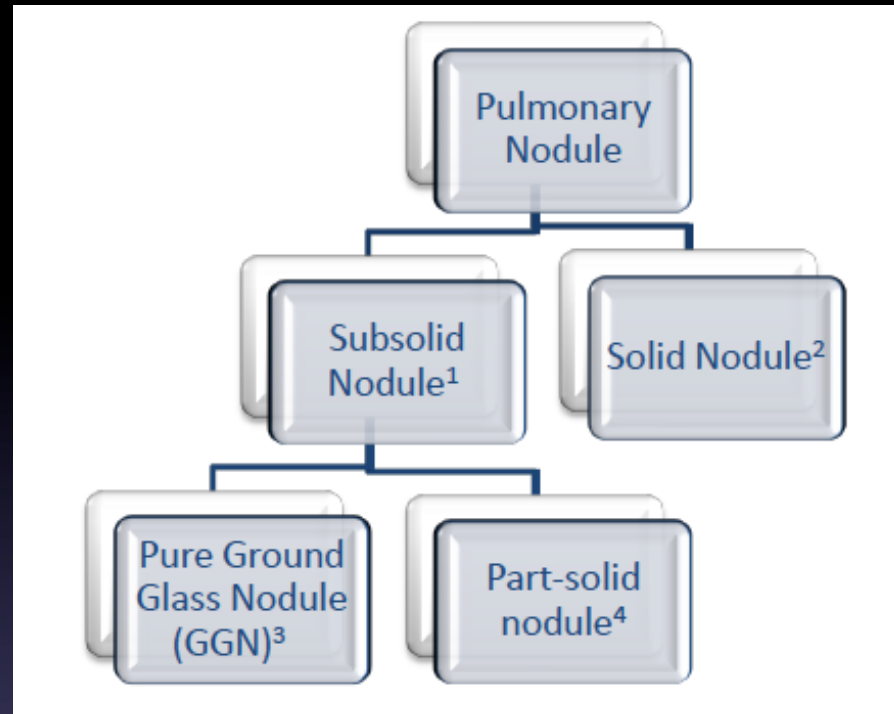 Pulmonary
Nodule
Subsolid
Nodule¹
Solid Nodule²
Pure Ground
Glass Nodule
(GGN)³
Part-solid
nodule⁴